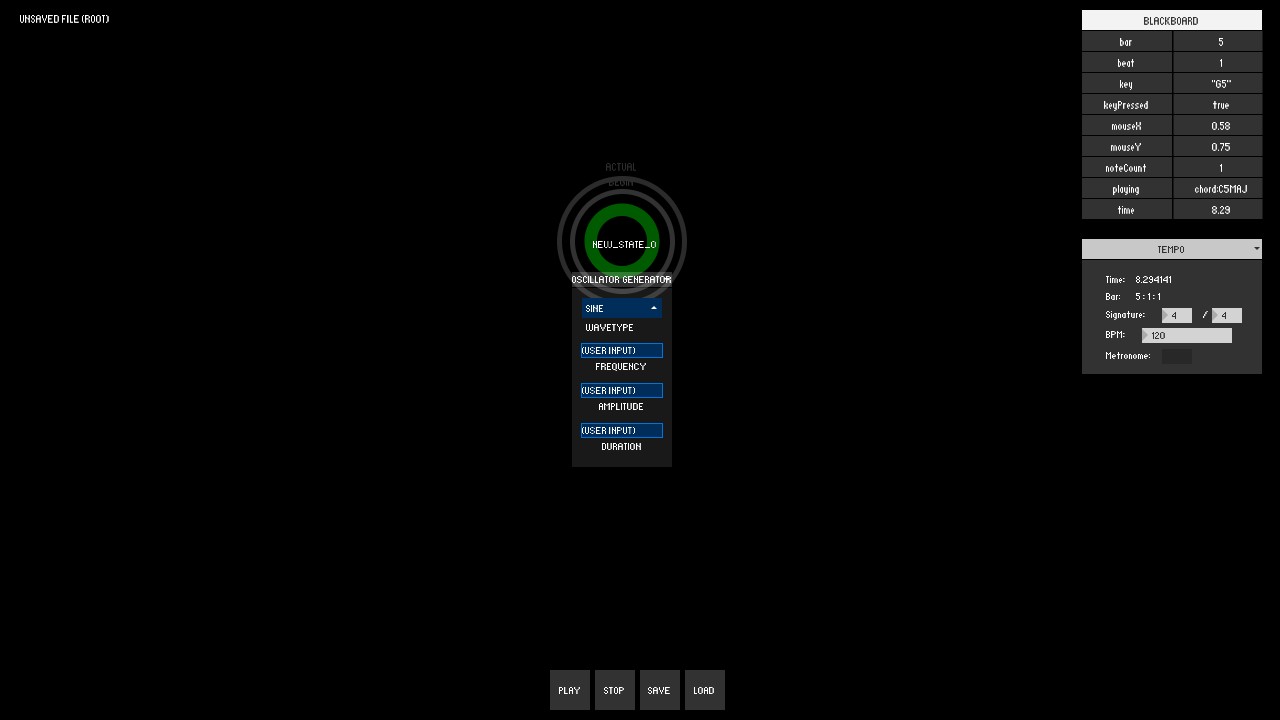 UNSAVED FILE (ROOT)
ACTUAL
BEGIN
NEW_STATE_0
OSCILLATOR GENERATOR
SINE
WAVETYPE
(USER INPUT)
FREQUENCY
(USER INPUT)
AMPLITUDE
(USER INPUT)
DURATION
PLAY STOP SAVE LOAD
BLACKBOARD
bar 5
beat 1
key "G5"
keyPressed true
mouseX 0.58
mouseY 0.75
noteCount 1
playing chord:C5MAJ
time 8.29
TEMPO
Time: 8.294141
Bar: 5:1:1
Signature: 4 / 4
BPM: 120
Metronome: